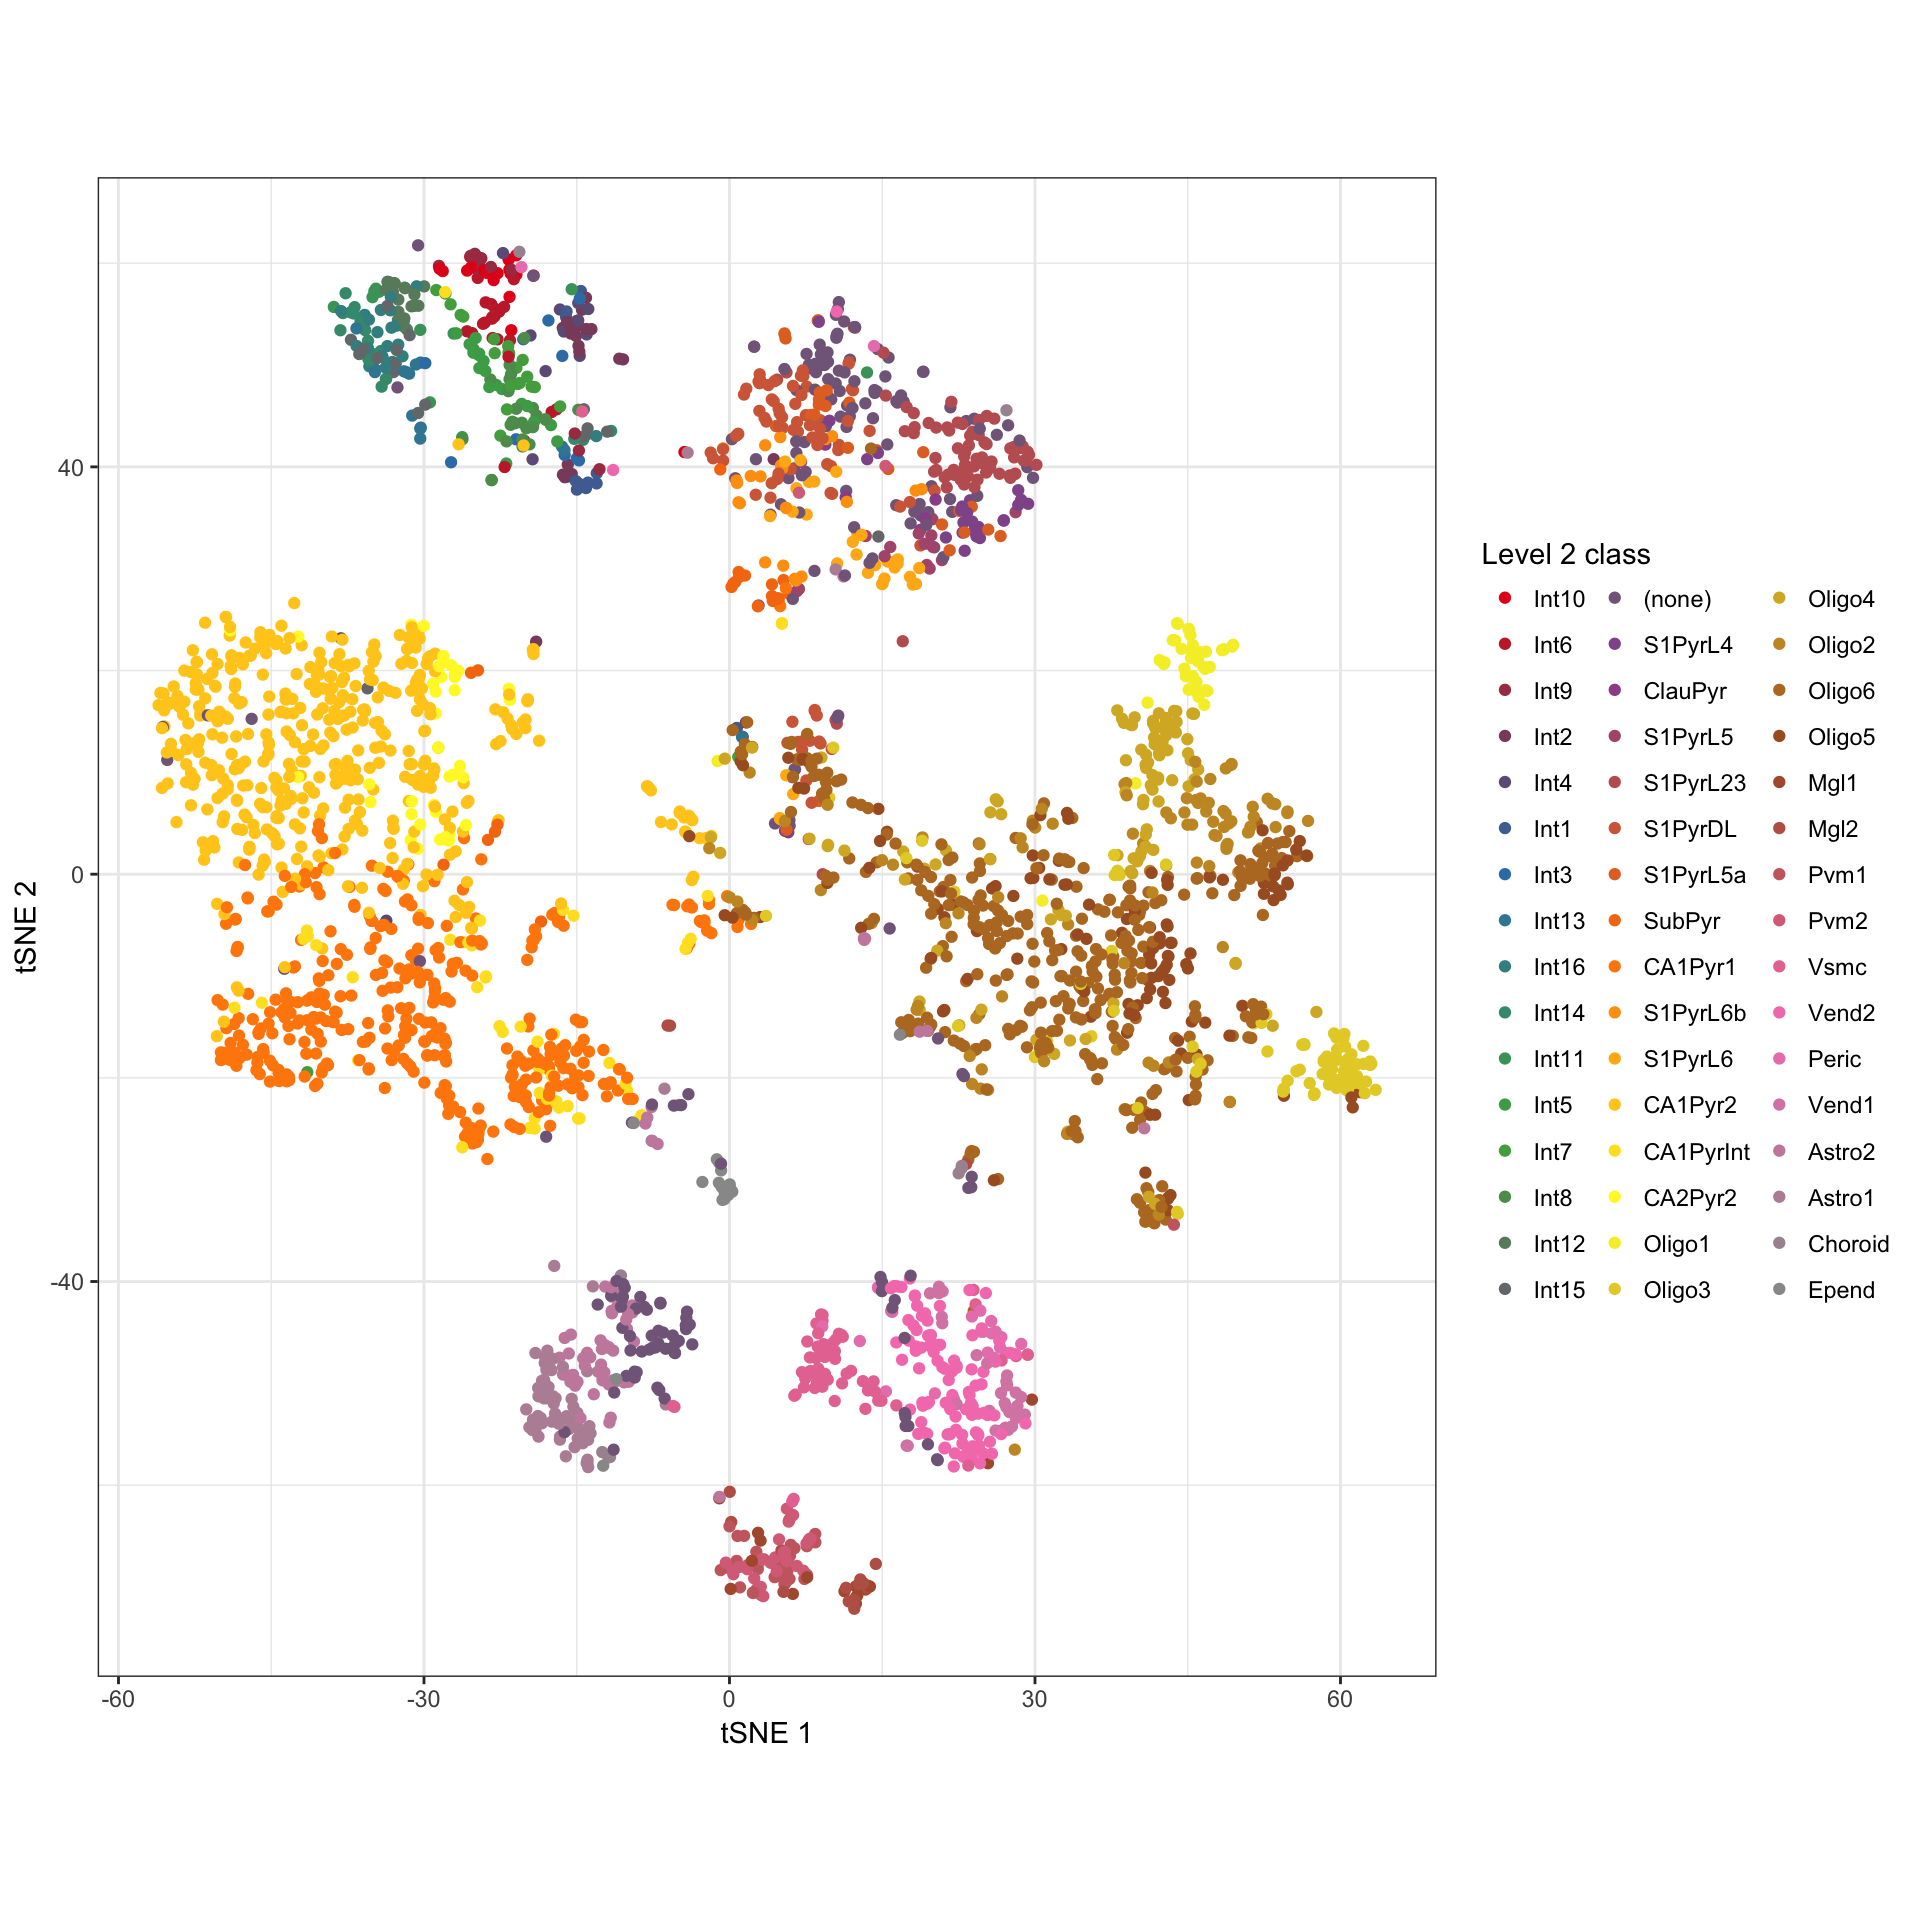 Level 2 class
Int10 (none) Oligo4
Int6 S1PyrL4 Oligo2
Int9 ClauPyr Oligo6
Int2 S1PyrL5 Oligo5
Int4 S1PyrL23 Mgl1
Int1 S1PyrDL Mgl2
Int3 S1PyrL5a Pvm1
Int13 SubPyr Pvm2
Int16 CA1Pyr1 Vsmc
Int14 S1PyrL6b Vend2
Int11 S1PyrL6 Peric
Int5 CA1Pyr2 Vend1
Int7 CA1PyrInt Astro2
Int8 CA2Pyr2 Astro1
Int12 Oligo1 Choroid
Int15 Oligo3 Epend
40
0
-40
tSNE 2
-60 -30 0 30 60
tSNE 1